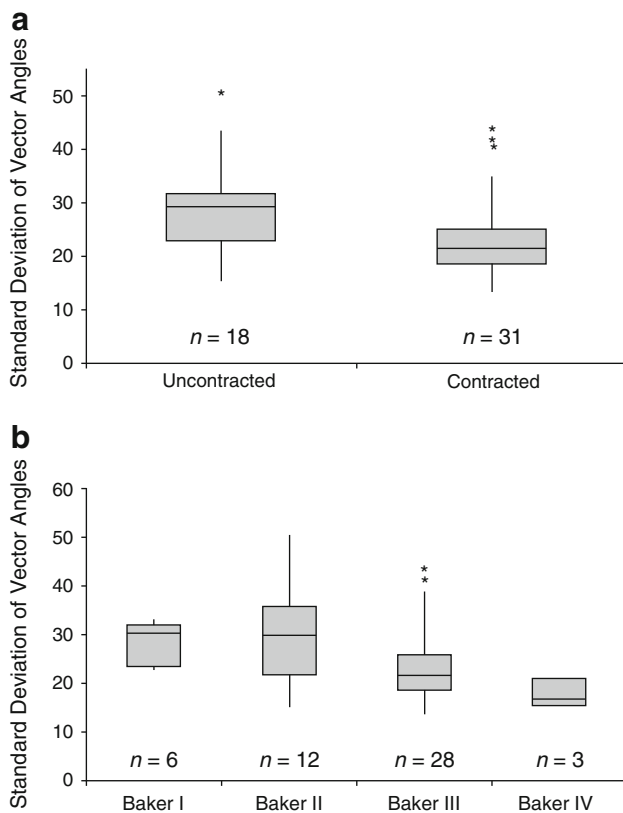 a
Standard Deviation of Vector Angles
50
40
30
20
10
0
*
*
*
*
n = 18
n = 31
Uncontracted
Contracted
b
Standard Deviation of Vector Angles
60
50
40
30
20
10
0
*
*
n = 6
n = 12
n = 28
n = 3
Baker I
Baker II
Baker III
Baker IV